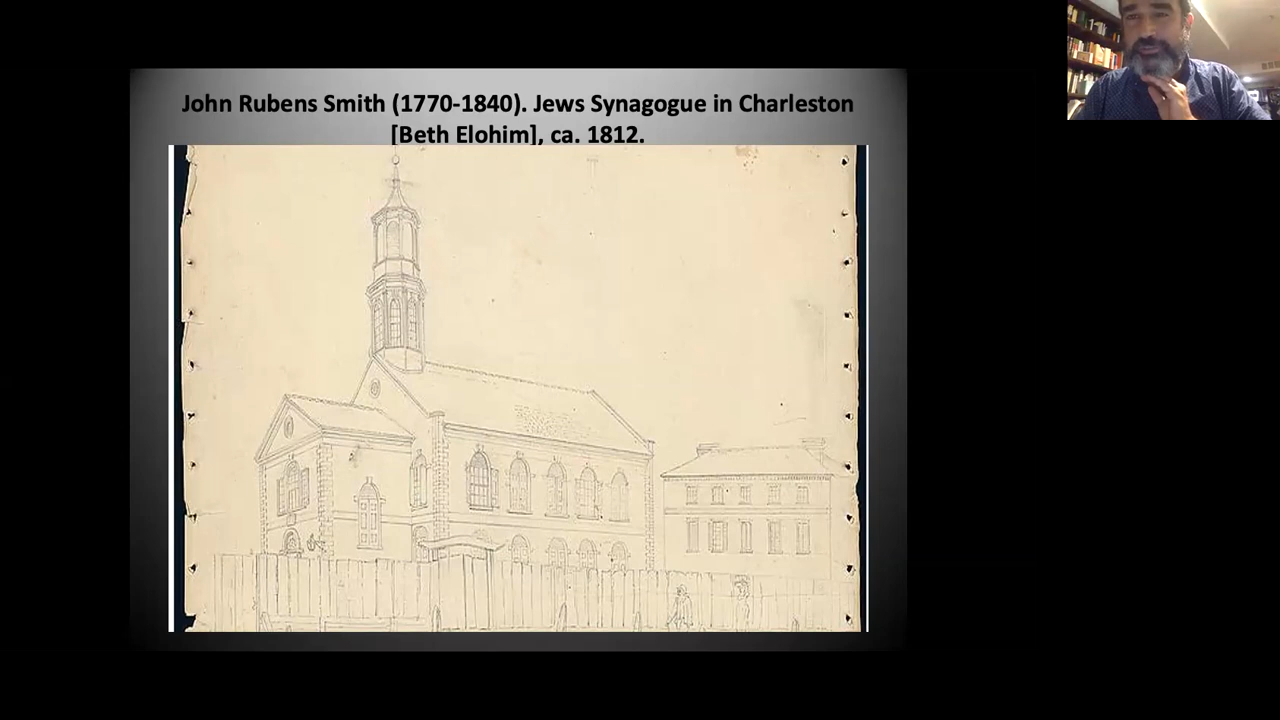 John Rubens Smith (1770-1840). Jews Synagogue in Charleston
[Beth Elohim], ca. 1812.